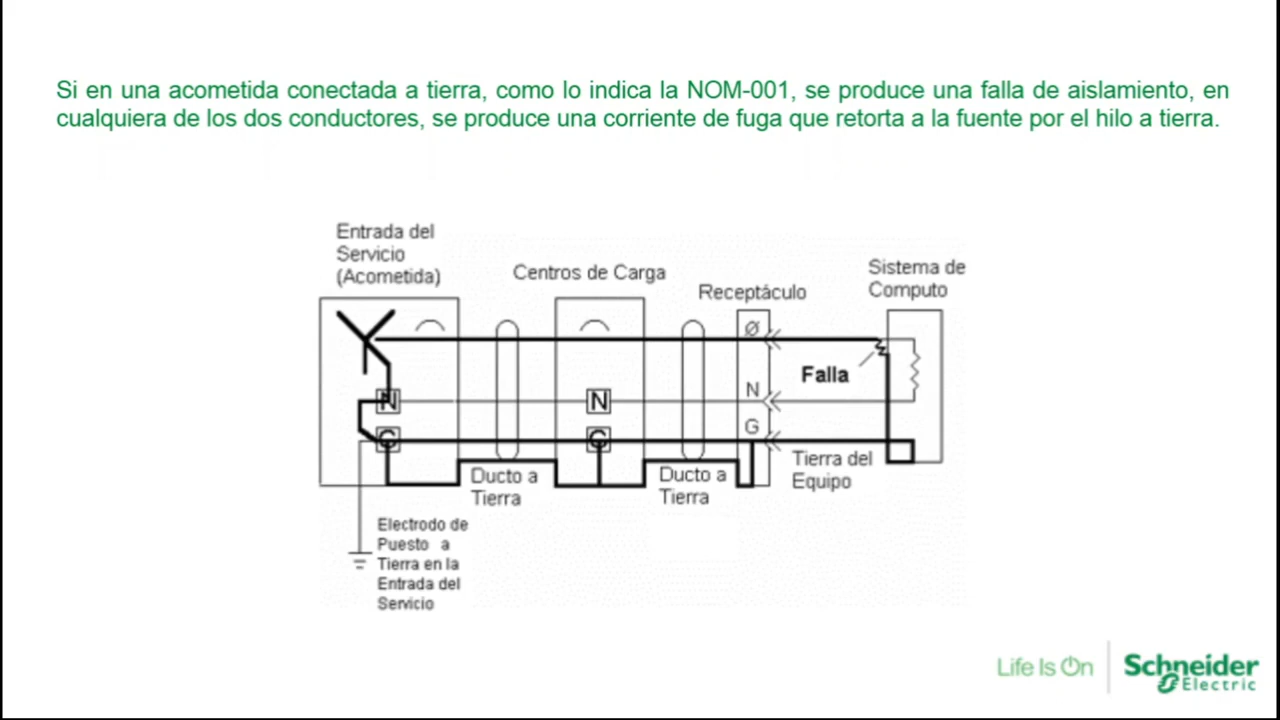 Si en una acometida conectada a tierra, como lo indica la NOM-001, se produce una falla de aislamiento, en
cualquiera de los dos conductores, se produce una corriente de fuga que retorta a la fuente por el hilo a tierra.
Entrada del
Servicio
(Acometida)
Centros de Carga
Receptáculo
Sistema de
Computo
Ø
Falla
N
N
N
G
G
G
Ducto a
Tierra
Ducto a
Tierra
Tierra del
Equipo
Electrodo de
Puesto a
Tierra en la
Entrada del
Servicio
Life Is On
Schneider
Electric